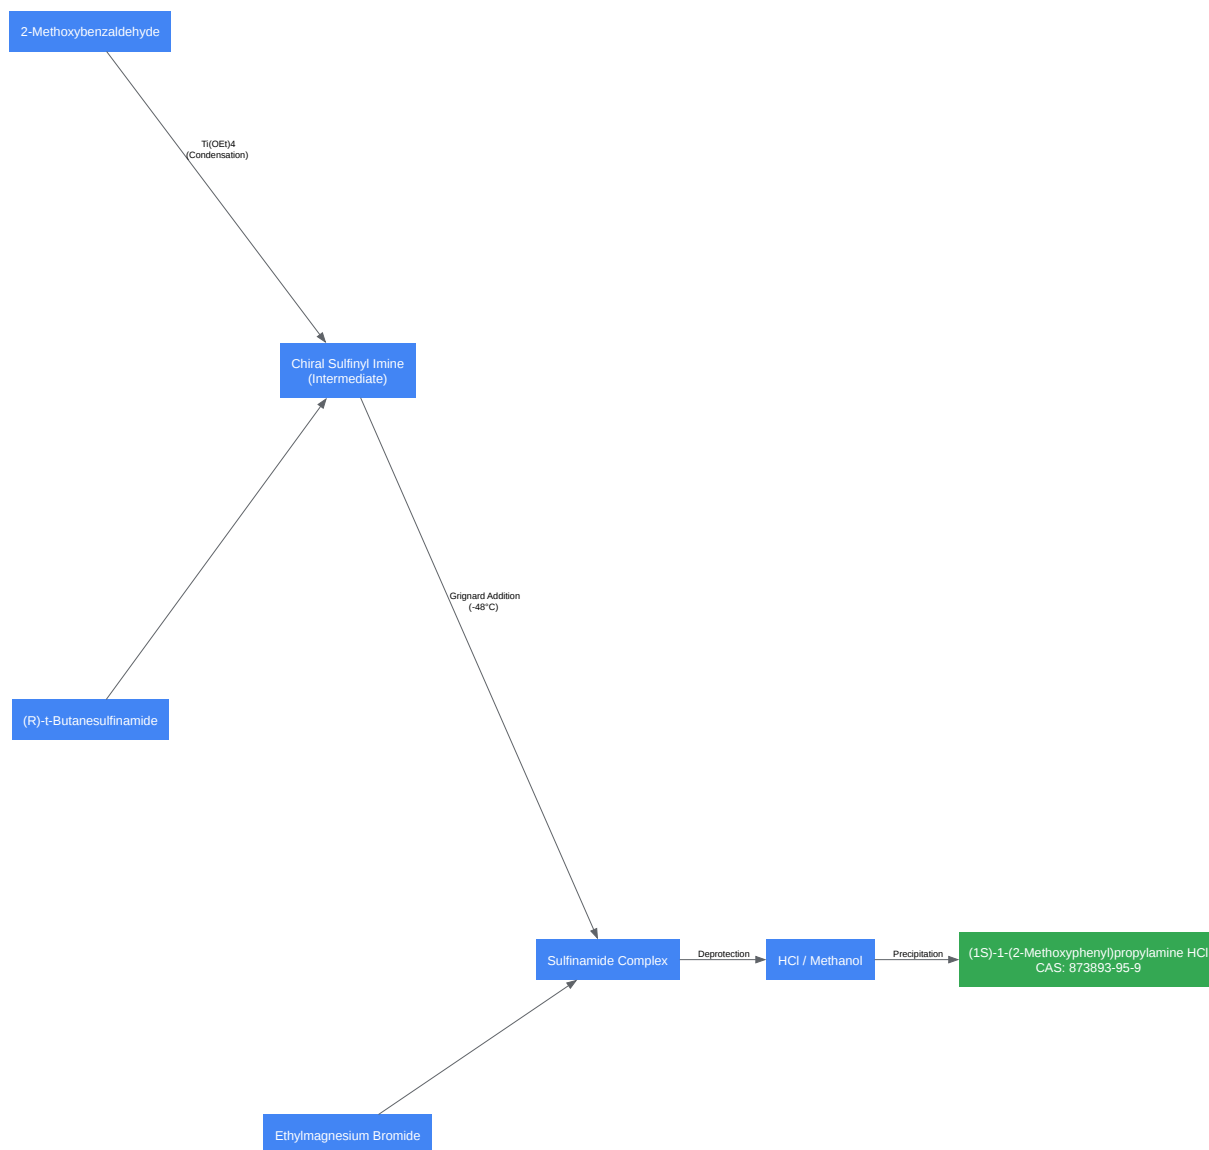 2-Methoxybenzaldehyde
Ti(OEt)4
(Condensation)
Chiral Sulfinyl Imine
(Intermediate)
Grignard Addition
(-48°C)
(R)-t-Butanesulfinamide
Sulfinamide Complex
Deprotection
HCl / Methanol
Precipitation
(1S)-1-(2-Methoxyphenyl)propylamine HCl
CAS: 873893-95-9
Ethylmagnesium Bromide